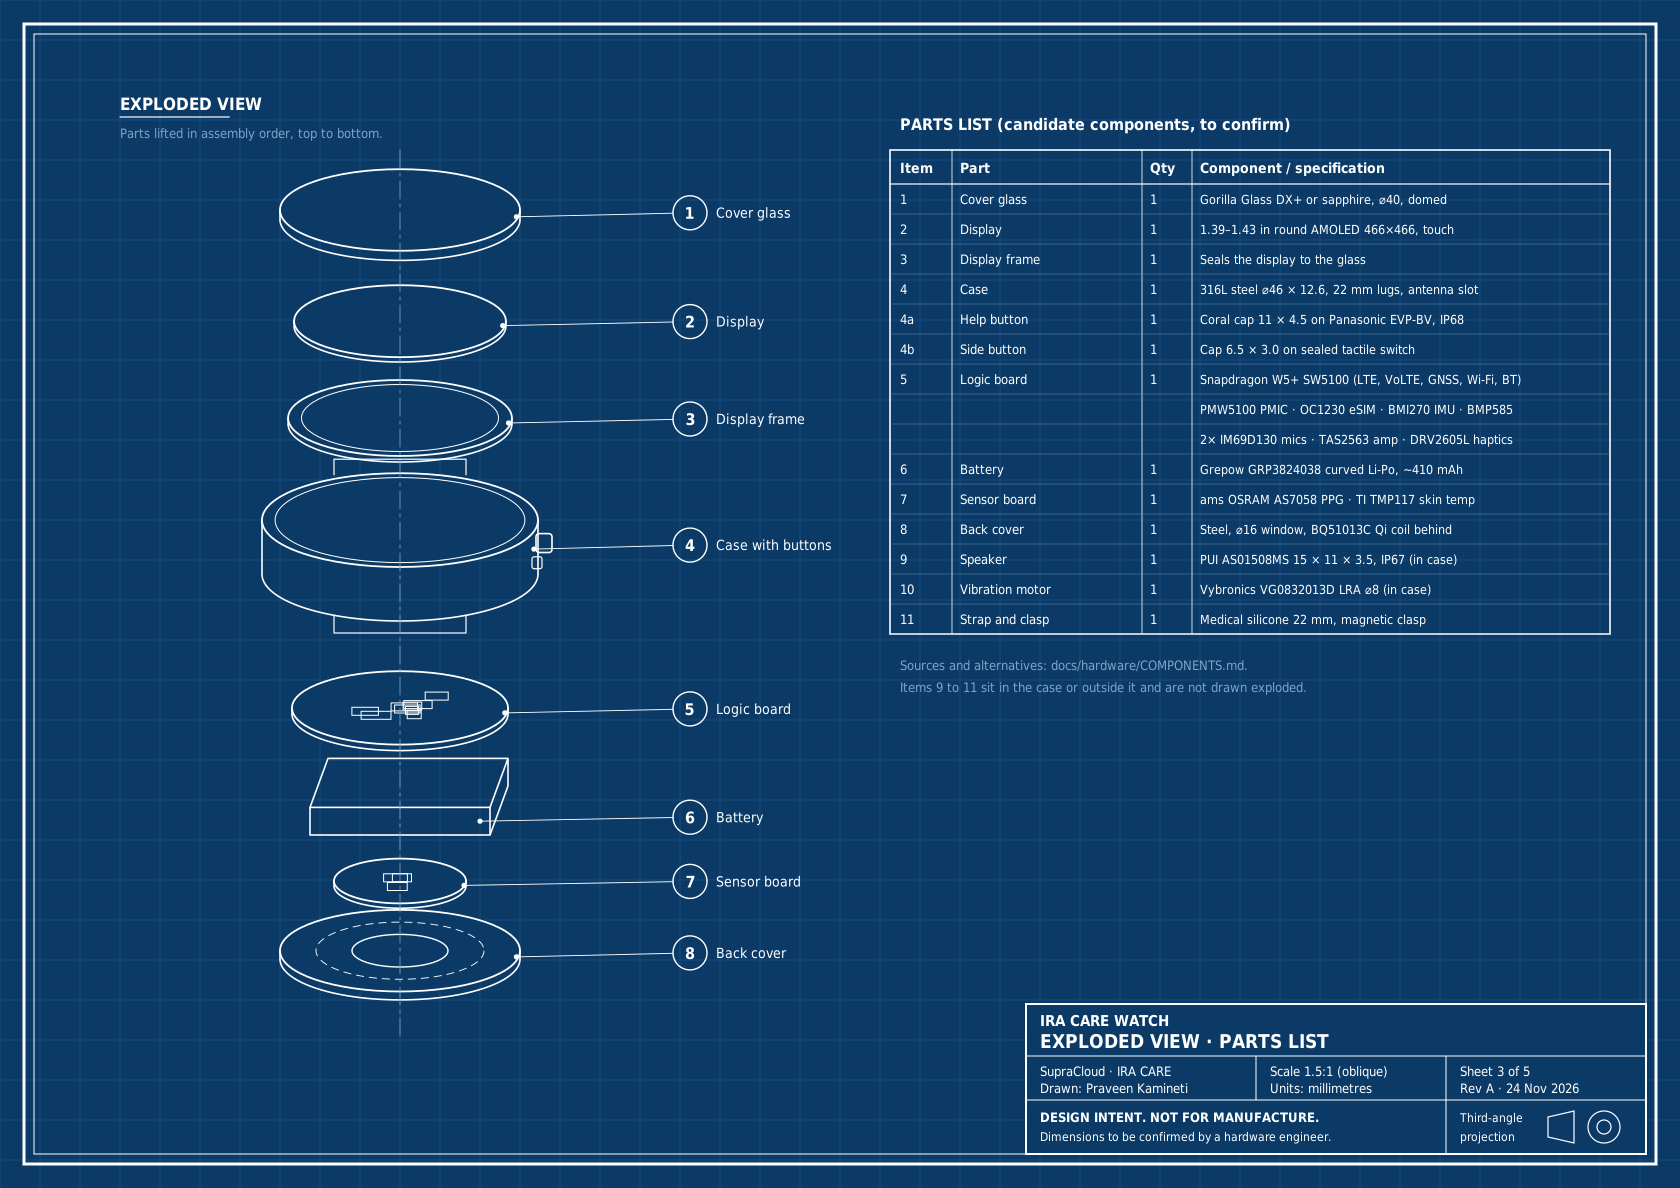 EXPLODED VIEW
Parts lifted in assembly order, top to bottom.
1 Cover glass
2 Display
3 Display frame
4 Case with buttons
5 Logic board
6 Battery
7 Sensor board
8 Back cover
PARTS LIST (candidate components, to confirm)
Item Part Qty Component / specification
1 Cover glass 1 Gorilla Glass DX+ or sapphire, ⌀40, domed
2 Display 1 1.39–1.43 in round AMOLED 466×466, touch
3 Display frame 1 Seals the display to the glass
4 Case 1 316L steel ⌀46 × 12.6, 22 mm lugs, antenna slot
4a Help button 1 Coral cap 11 × 4.5 on Panasonic EVP-BV, IP68
4b Side button 1 Cap 6.5 × 3.0 on sealed tactile switch
5 Logic board 1 Snapdragon W5+ SW5100 (LTE, VoLTE, GNSS, Wi-Fi, BT)
PMW5100 PMIC · OC1230 eSIM · BMI270 IMU · BMP585
2× IM69D130 mics · TAS2563 amp · DRV2605L haptics
6 Battery 1 Grepow GRP3824038 curved Li-Po, ~410 mAh
7 Sensor board 1 ams OSRAM AS7058 PPG · TI TMP117 skin temp
8 Back cover 1 Steel, ⌀16 window, BQ51013C Qi coil behind
9 Speaker 1 PUI AS01508MS 15 × 11 × 3.5, IP67 (in case)
10 Vibration motor 1 Vybronics VG0832013D LRA ⌀8 (in case)
11 Strap and clasp 1 Medical silicone 22 mm, magnetic clasp
Sources and alternatives: docs/hardware/COMPONENTS.md.
Items 9 to 11 sit in the case or outside it and are not drawn exploded.
IRA CARE WATCH
EXPLODED VIEW · PARTS LIST
SupraCloud · IRA CARE
Drawn: Praveen Kamineti
Scale 1.5:1 (oblique)
Units: millimetres
Sheet 3 of 5
Rev A · 24 Nov 2026
DESIGN INTENT. NOT FOR MANUFACTURE.
Dimensions to be confirmed by a hardware engineer.
Third-angle
projection